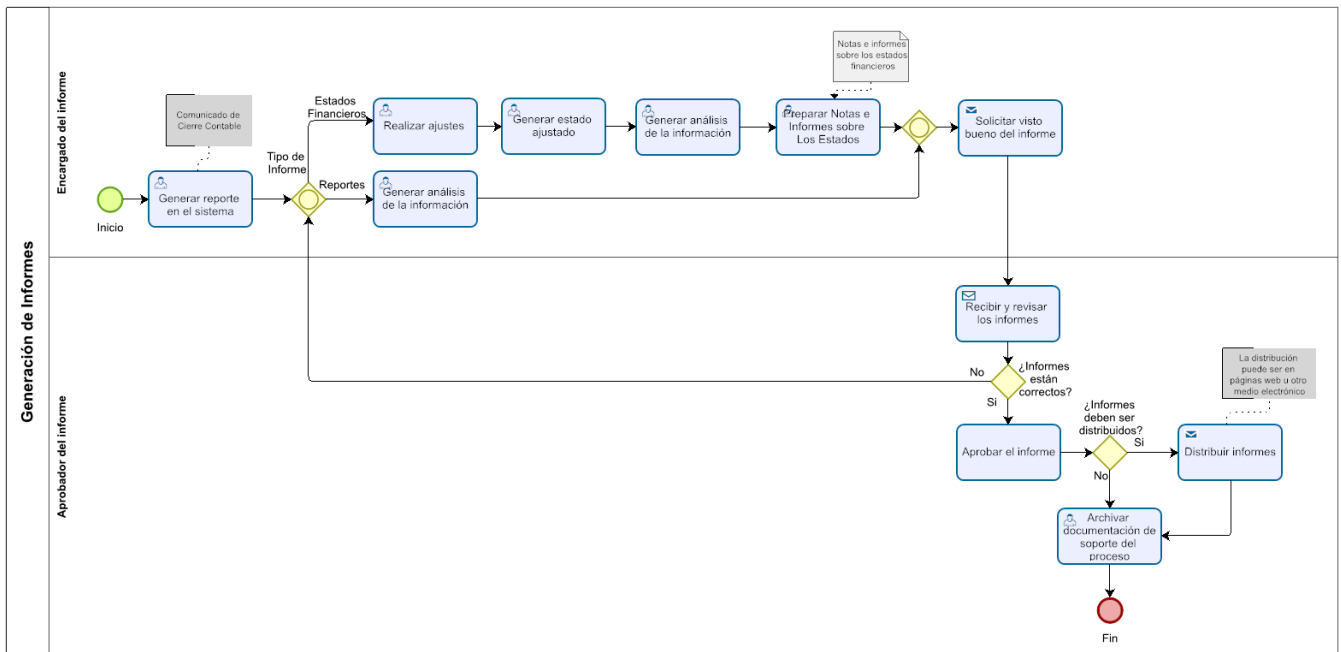 Generación de Informes
Encargado del informe
Inicio
Comunicado de
Cierre Contable
Generar reporte
en el sistema
Tipo de
Informe
Estados
Financieros
Realizar ajustes
Generar estado
ajustado
Generar análisis
de la información
Notas e informes
sobre los estados
financieros
Preparar Notas e
Informes sobre
Los Estados
Reportes
Generar análisis
de la información
Solicitar visto
bueno del informe
Aprobador del informe
Recibir y revisar
los informes
¿Informes
están
correctos?
No
Si
Aprobar el informe
¿Informes
deben ser
distribuidos?
Si
No
La distribución
puede ser en
páginas web u otro
medio electrónico
Distribuir informes
Archivar
documentación de
soporte del
proceso
Fin